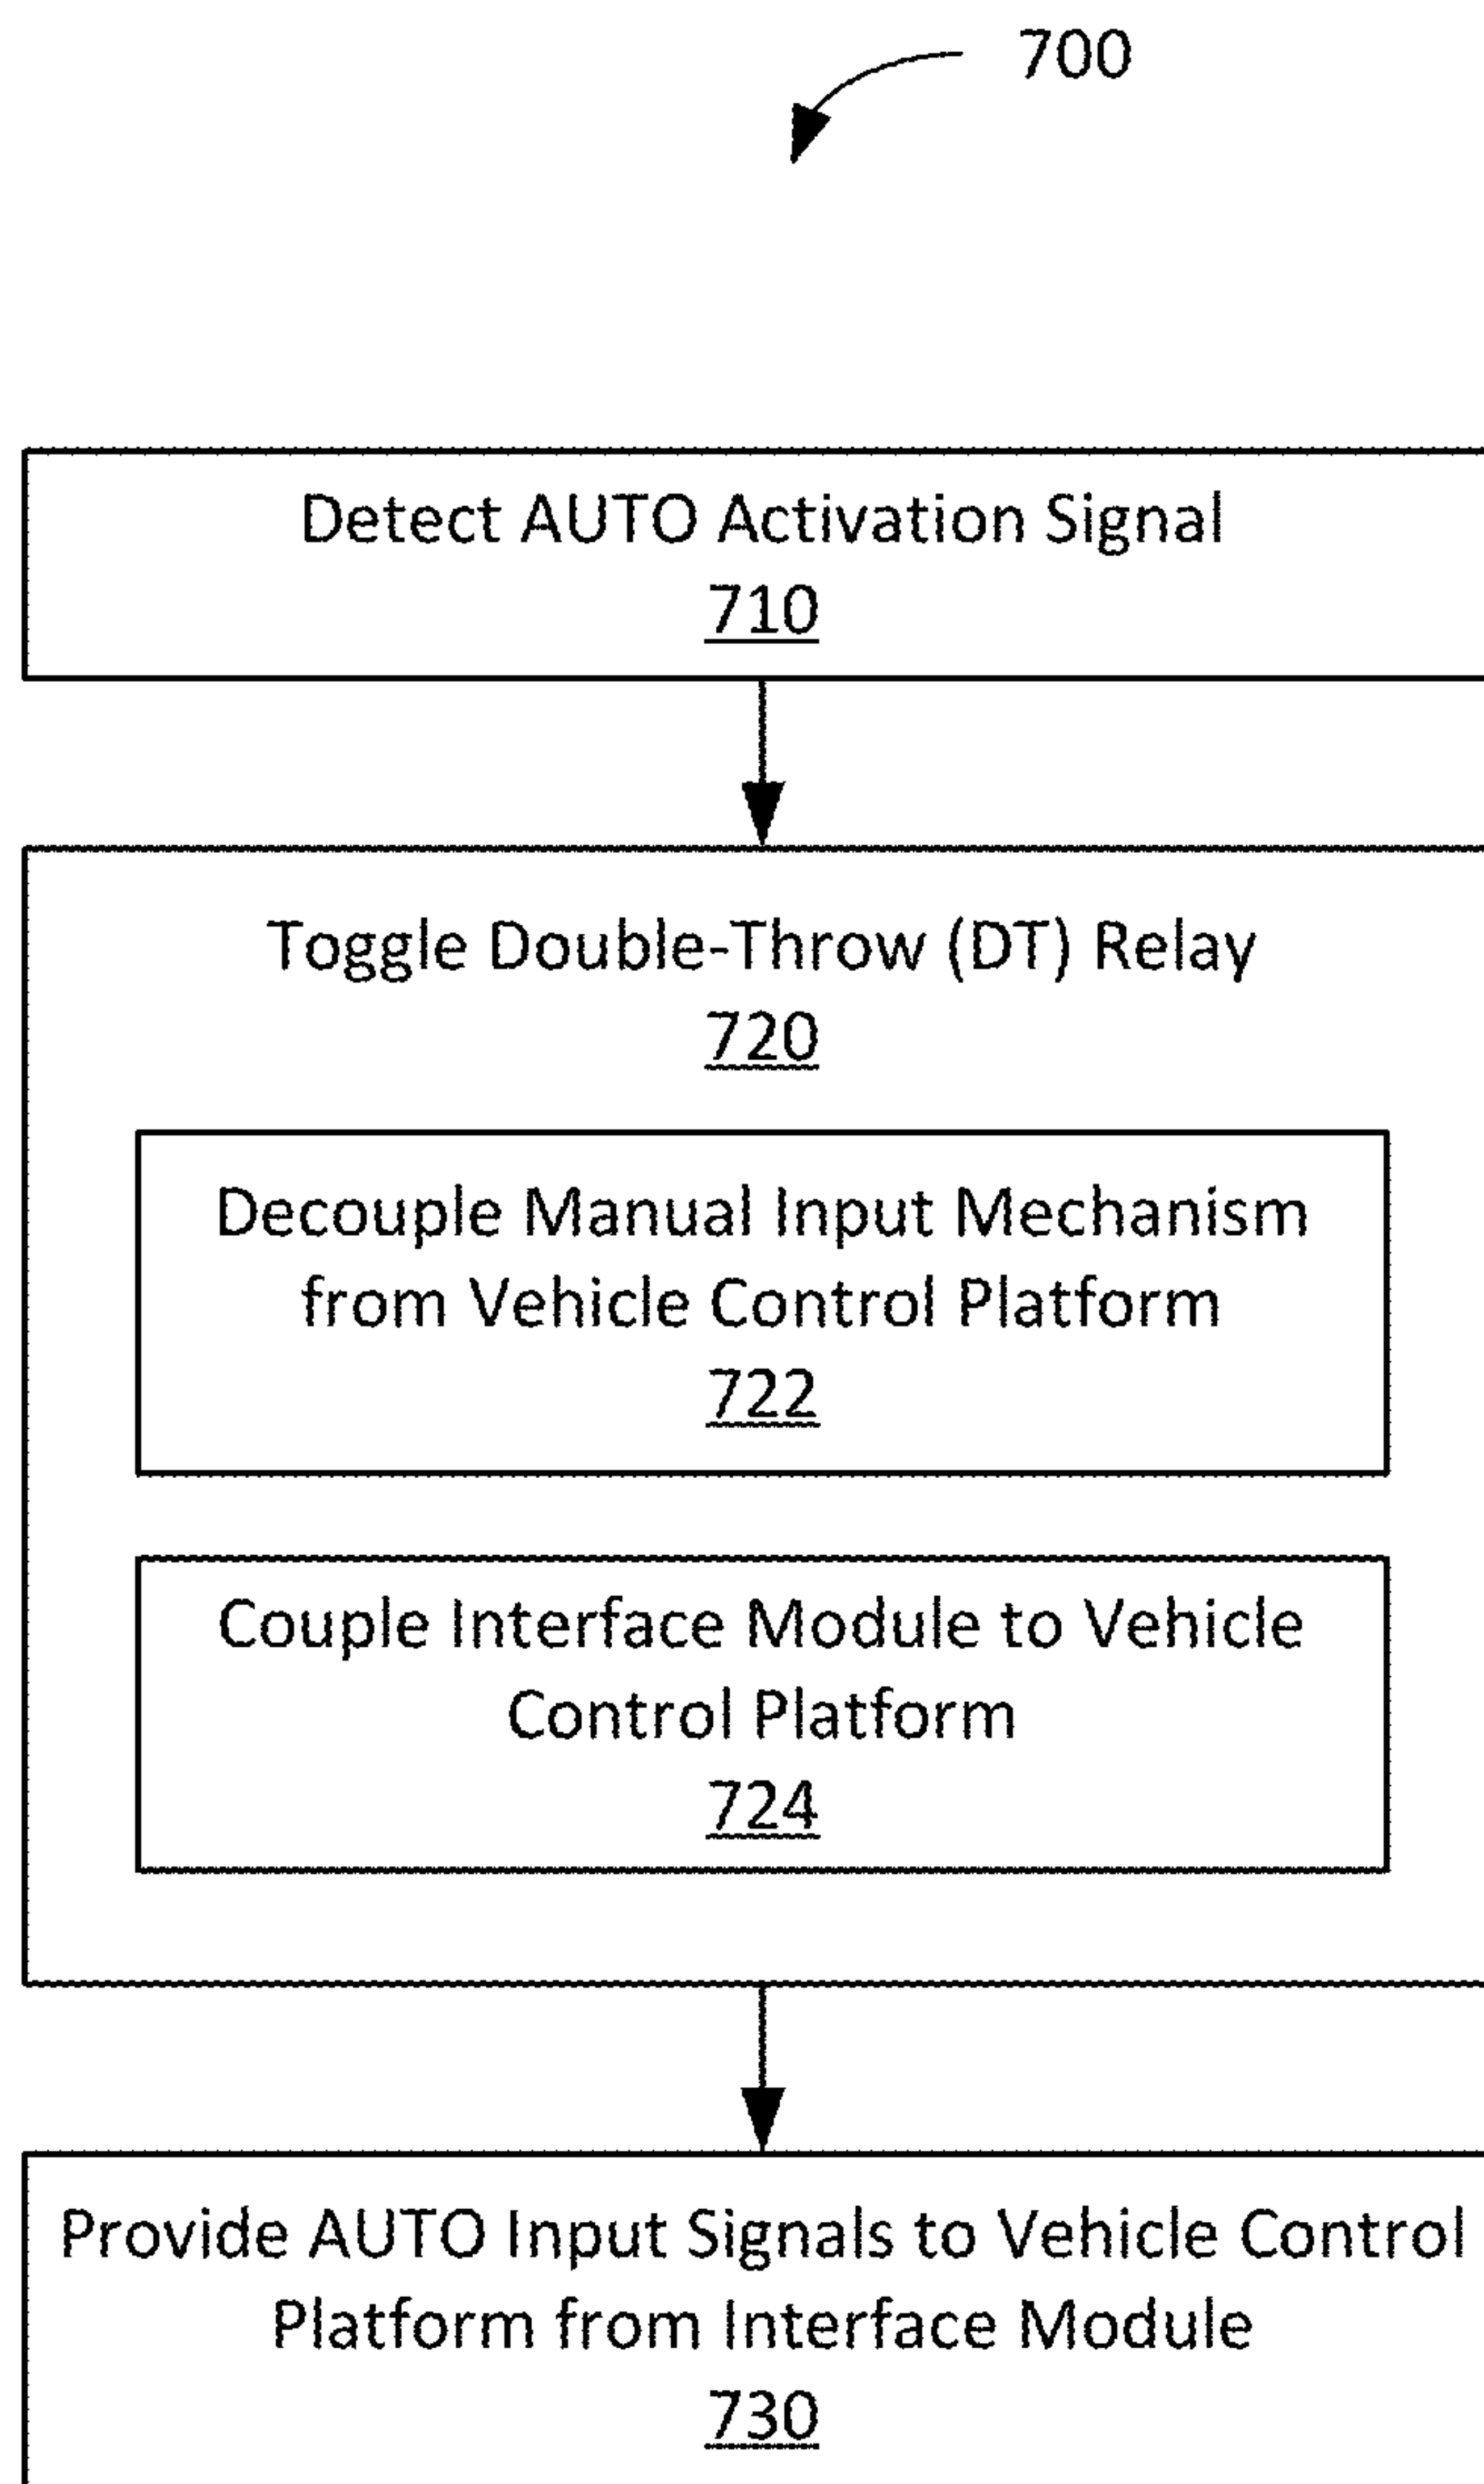 700
Detect AUTO Activation Signal
710
Toggle Double-Throw (DT) Relay
720
Decouple Manual Input Mechanism
from Vehicle Control Platform
722
Couple Interface Module to Vehicle
Control Platform
724
Provide AUTO Input Signals to Vehicle Control
Platform from Interface Module
730